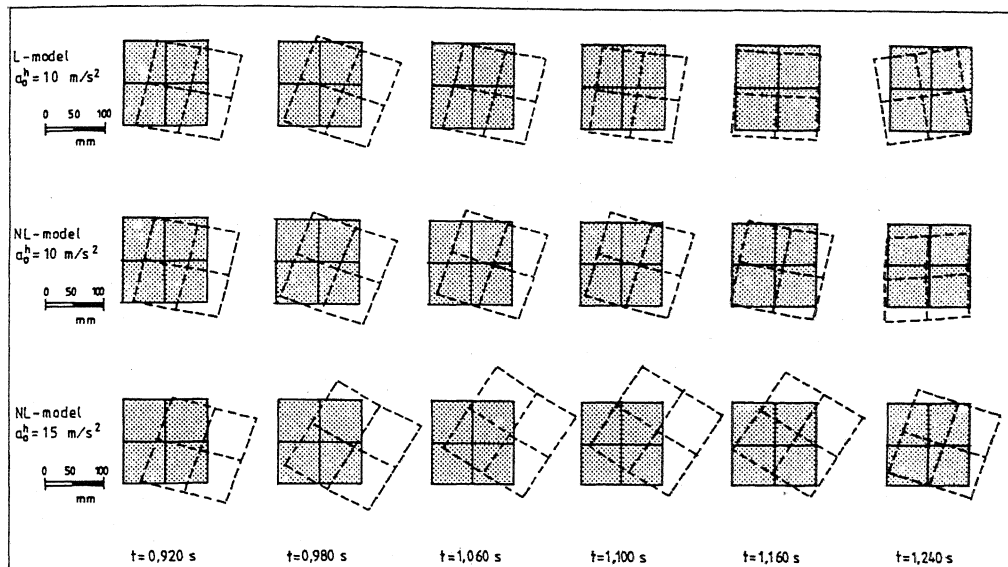 L-model
a₀ʰ=10 m/s²
0 50 100
mm
NL-model
a₀ʰ=10 m/s²
0 50 100
mm
NL-model
a₀ʰ=15 m/s²
0 50 100
mm
t=0,920 s t=0,980 s t=1,060 s t=1,100 s t=1,160 s t=1,240 s